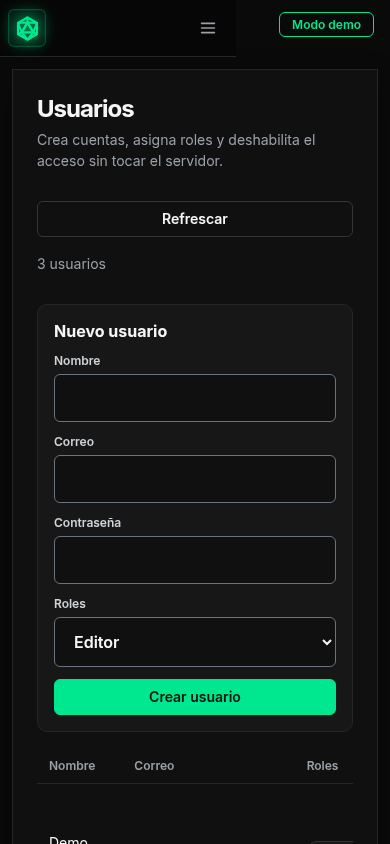 Modo demo
Usuarios
Crea cuentas, asigna roles y deshabilita el
acceso sin tocar el servidor.
Refrescar
3 usuarios
Nuevo usuario
Nombre
Correo
Contraseña
Roles
Editor
Crear usuario
Nombre Correo Roles
Demo